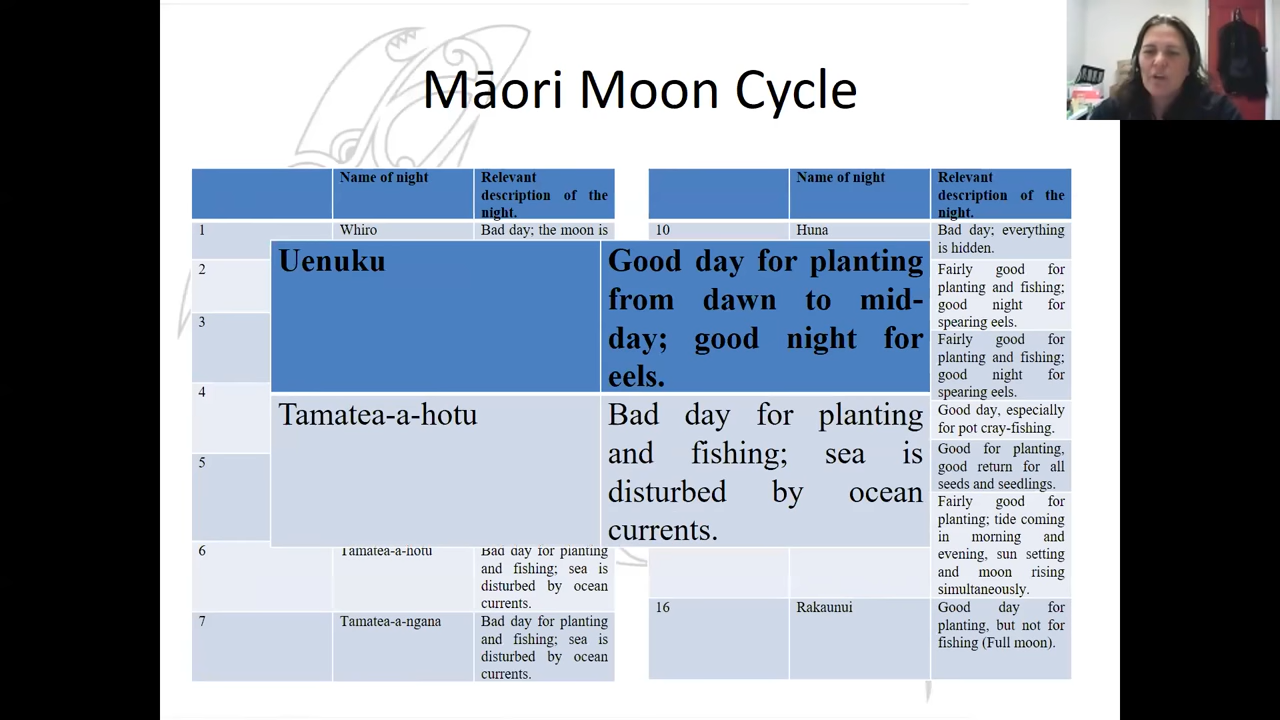 Māori Moon Cycle
Name of night
Relevant
description of the
night.
1
Whiro
Bad day; the moon is
2
3
4
5
6
Tamatea-a-hotu
Bad day for planting
and fishing; sea is
disturbed by ocean
currents.
7
Tamatea-a-ngana
Bad day for planting
and fishing; sea is
disturbed by ocean
currents.
Uenuku
Good day for planting
from dawn to mid-
day; good night for
eels.
Tamatea-a-hotu
Bad day for planting
and fishing; sea is
disturbed by ocean
currents.
Name of night
Relevant
description of the
night.
10
Huna
Bad day; everything
is hidden.
Fairly good for
planting and fishing;
good night for
spearing eels.
Fairly good for
planting and fishing;
good night for
spearing eels.
Good day, especially
for pot cray-fishing.
Good for planting,
good return for all
seeds and seedlings.
Fairly good for
planting; tide coming
in morning and
evening, sun setting
and moon rising
simultaneously.
16
Rakaunui
Good day for
planting, but not for
fishing (Full moon).